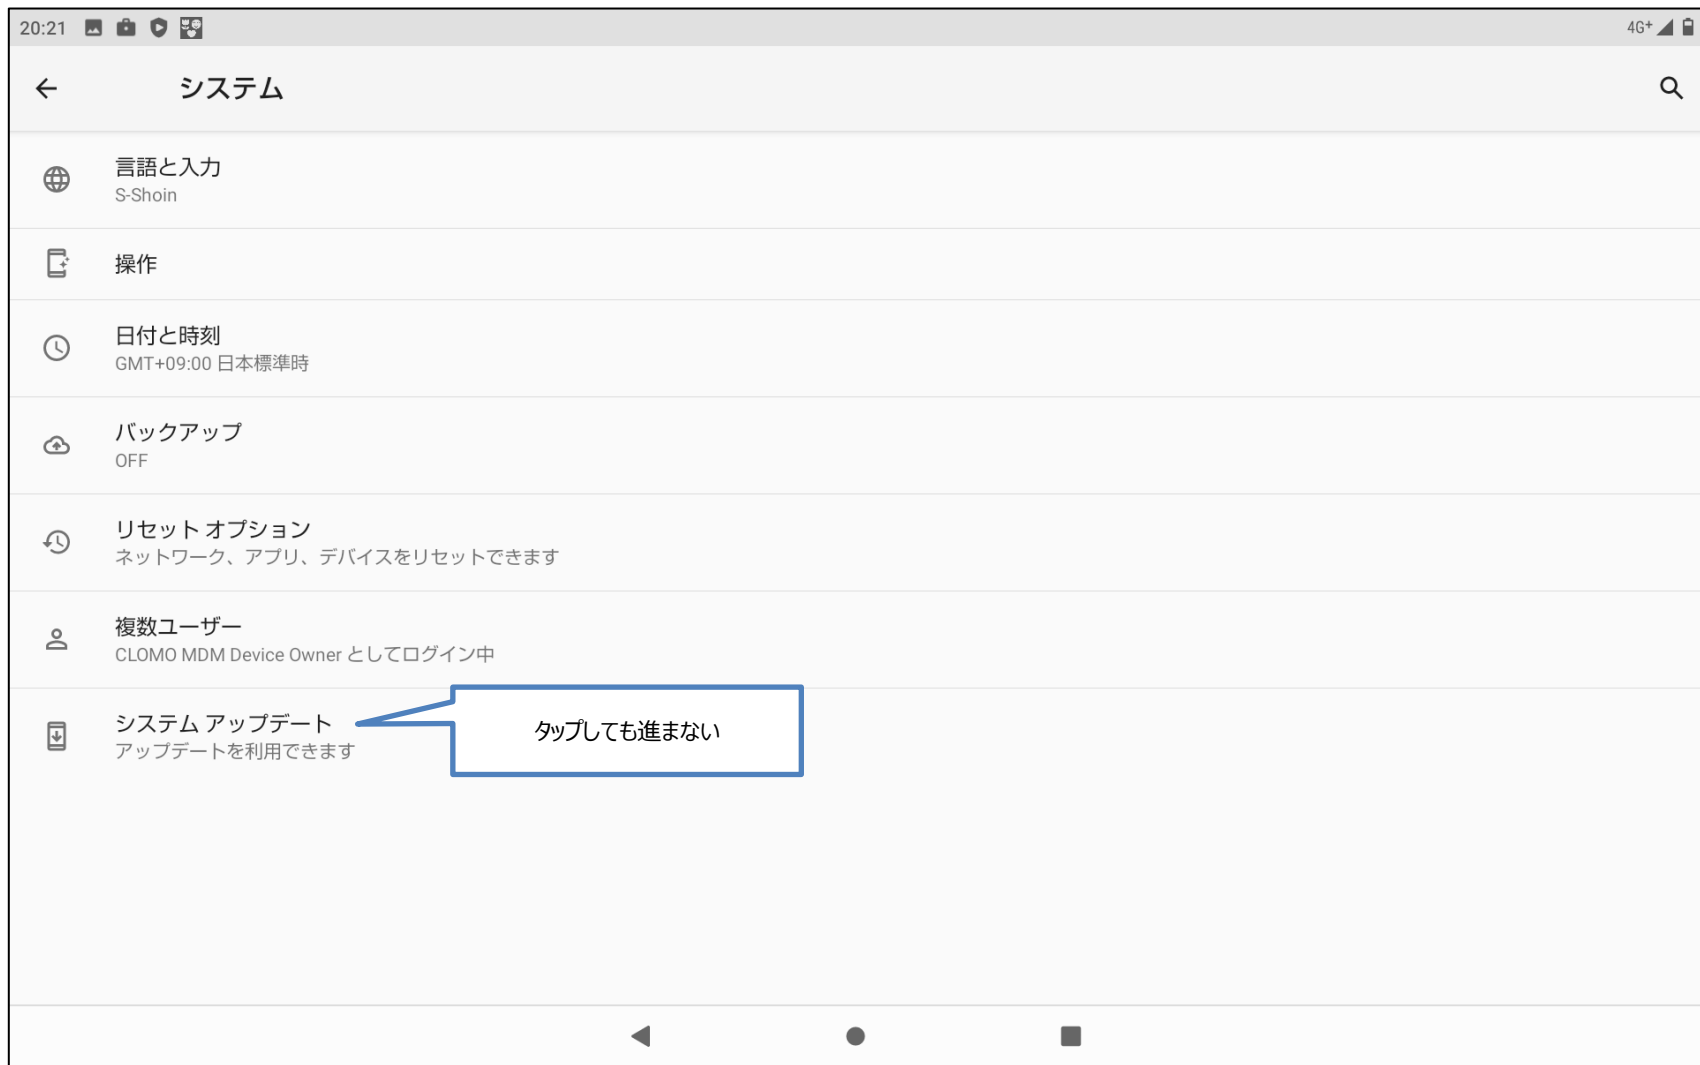 20:21
4G+
システム
言語と入力
S-Shoin
操作
日付と時刻
GMT+09:00 日本標準時
バックアップ
OFF
リセット オプション
ネットワーク、アプリ、デバイスをリセットできます
複数ユーザー
CLOMO MDM Device Owner としてログイン中
システム アップデート
タップしても進まない
アップデートを利用できます